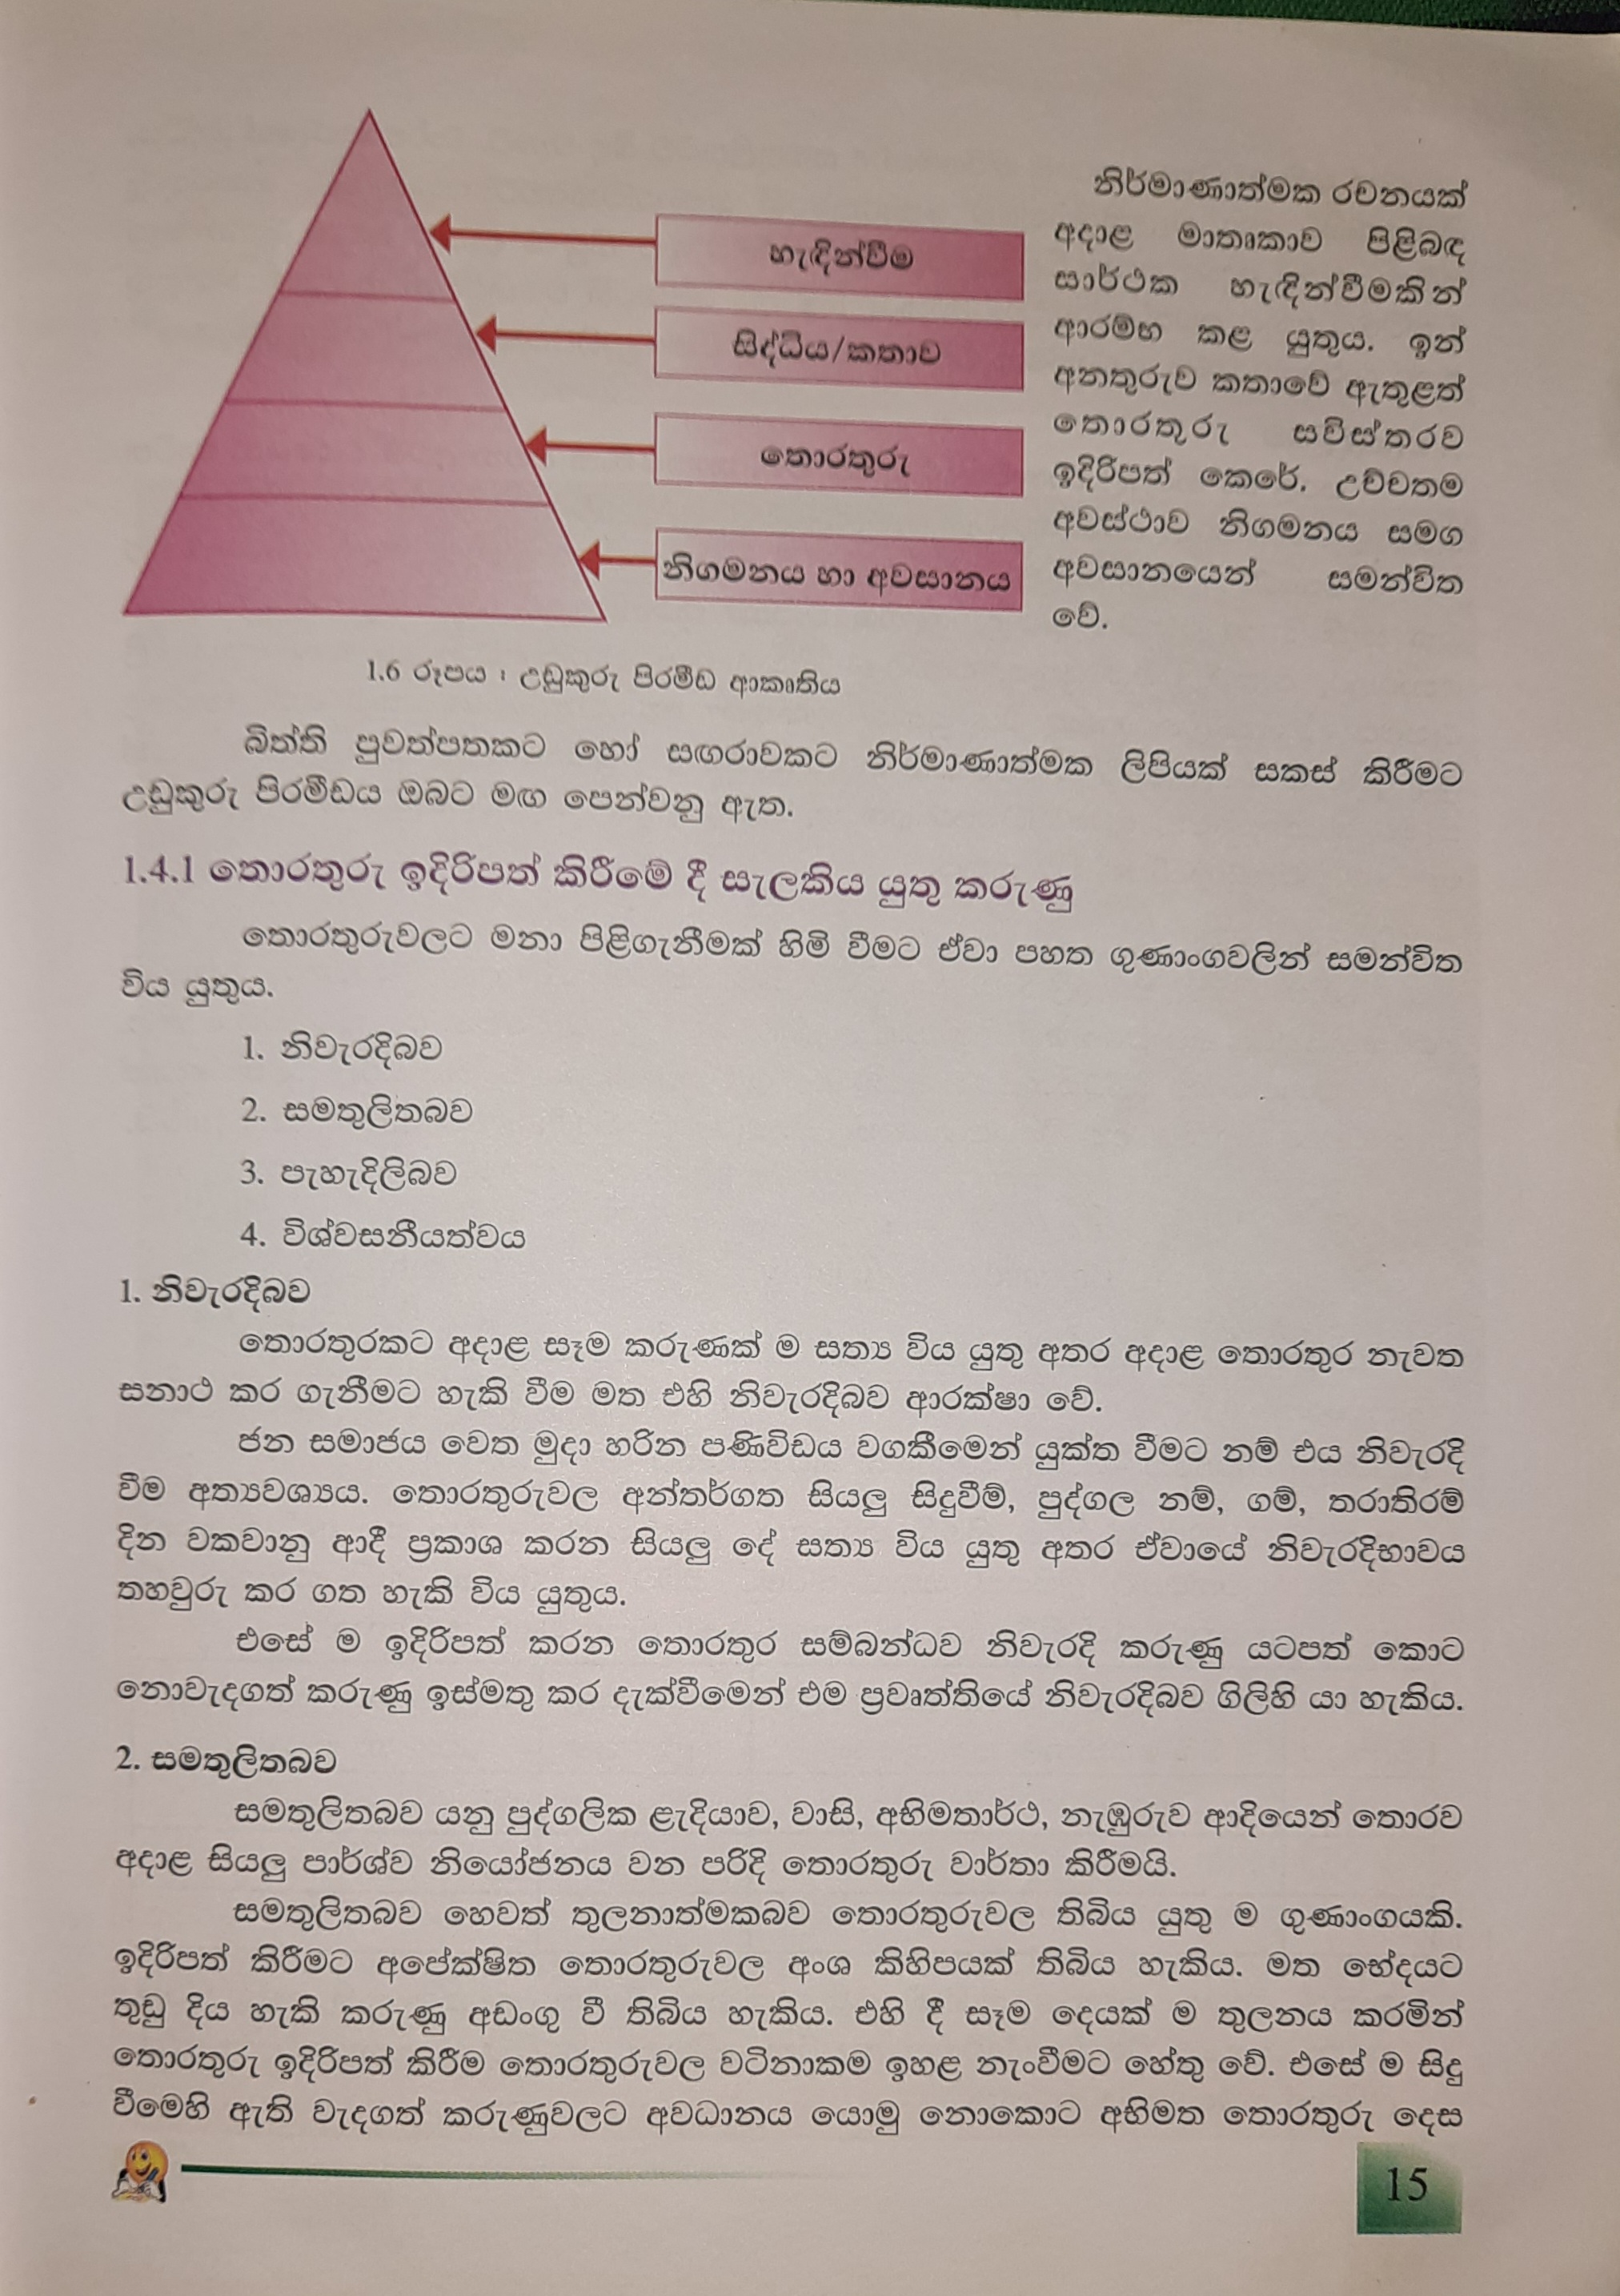 හැඳින්වීම
සිද්ධිය/කතාව
තොරතුරු
නිගමනය හා අවසානය
නිර්මාණාත්මක රචනයක්
අදාළ මාතෘකාව පිළිබඳ
සාර්ථක හැඳින්වීමකින්
ආරම්භ කළ යුතුය. ඉන්
අනතුරුව කතාවේ ඇතුළත්
තොරතුරු සවිස්තරව
ඉදිරිපත් කෙරේ. උච්චතම
අවස්ථාව නිගමනය සමග
අවසානයෙන් සමන්විත
වේ.
1.6 රූපය : උඩුකුරු පිරමීඩ ආකෘතිය
බිත්ති පුවත්පතකට හෝ සඟරාවකට නිර්මාණාත්මක ලිපියක් සකස් කිරීමට
උඩුකුරු පිරමීඩය ඔබට මඟ පෙන්වනු ඇත.
1.4.1 තොරතුරු ඉදිරිපත් කිරීමේ දී සැලකිය යුතු කරුණු
තොරතුරුවලට මනා පිළිගැනීමක් හිමි වීමට ඒවා පහත ගුණාංගවලින් සමන්විත
විය යුතුය.
1. නිවැරදිබව
2. සමතුලිතබව
3. පැහැදිලිබව
4. විශ්වසනීයත්වය
1. නිවැරදිබව
තොරතුරකට අදාළ සෑම කරුණක් ම සත්‍ය විය යුතු අතර අදාළ තොරතුර නැවත
සනාථ කර ගැනීමට හැකි වීම මත එහි නිවැරදිබව ආරක්ෂා වේ.
ජන සමාජය වෙත මුදා හරින පණිවිඩය වගකීමෙන් යුක්ත වීමට නම් එය නිවැරදි
වීම අත්‍යවශ්‍යය. තොරතුරුවල අන්තර්ගත සියලු සිදුවීම්, පුද්ගල නම්, ගම්, තරාතිරම්
දින වකවානු ආදී ප්‍රකාශ කරන සියලු දේ සත්‍ය විය යුතු අතර ඒවායේ නිවැරදිභාවය
තහවුරු කර ගත හැකි විය යුතුය.
එසේ ම ඉදිරිපත් කරන තොරතුර සම්බන්ධව නිවැරදි කරුණු යටපත් කොට
නොවැදගත් කරුණු ඉස්මතු කර දැක්වීමෙන් එම ප්‍රවෘත්තියේ නිවැරදිබව ගිලිහි යා හැකිය.
2. සමතුලිතබව
සමතුලිතබව යනු පුද්ගලික ළැදියාව, වාසි, අභිමතාර්ථ, නැඹුරුව ආදියෙන් තොරව
අදාළ සියලු පාර්ශ්ව නියෝජනය වන පරිදි තොරතුරු වාර්තා කිරීමයි.
සමතුලිතබව හෙවත් තුලනාත්මකබව තොරතුරුවල තිබිය යුතු ම ගුණාංගයකි.
ඉදිරිපත් කිරීමට අපේක්ෂිත තොරතුරුවල අංශ කිහිපයක් තිබිය හැකිය. මත භේදයට
තුඩු දිය හැකි කරුණු අඩංගු වී තිබිය හැකිය. එහි දී සෑම දෙයක් ම තුලනය කරමින්
තොරතුරු ඉදිරිපත් කිරීම තොරතුරුවල වටිනාකම ඉහළ නැංවීමට හේතු වේ. එසේ ම සිදු
වීමෙහි ඇති වැදගත් කරුණුවලට අවධානය යොමු නොකොට අභිමත තොරතුරු දෙස
15